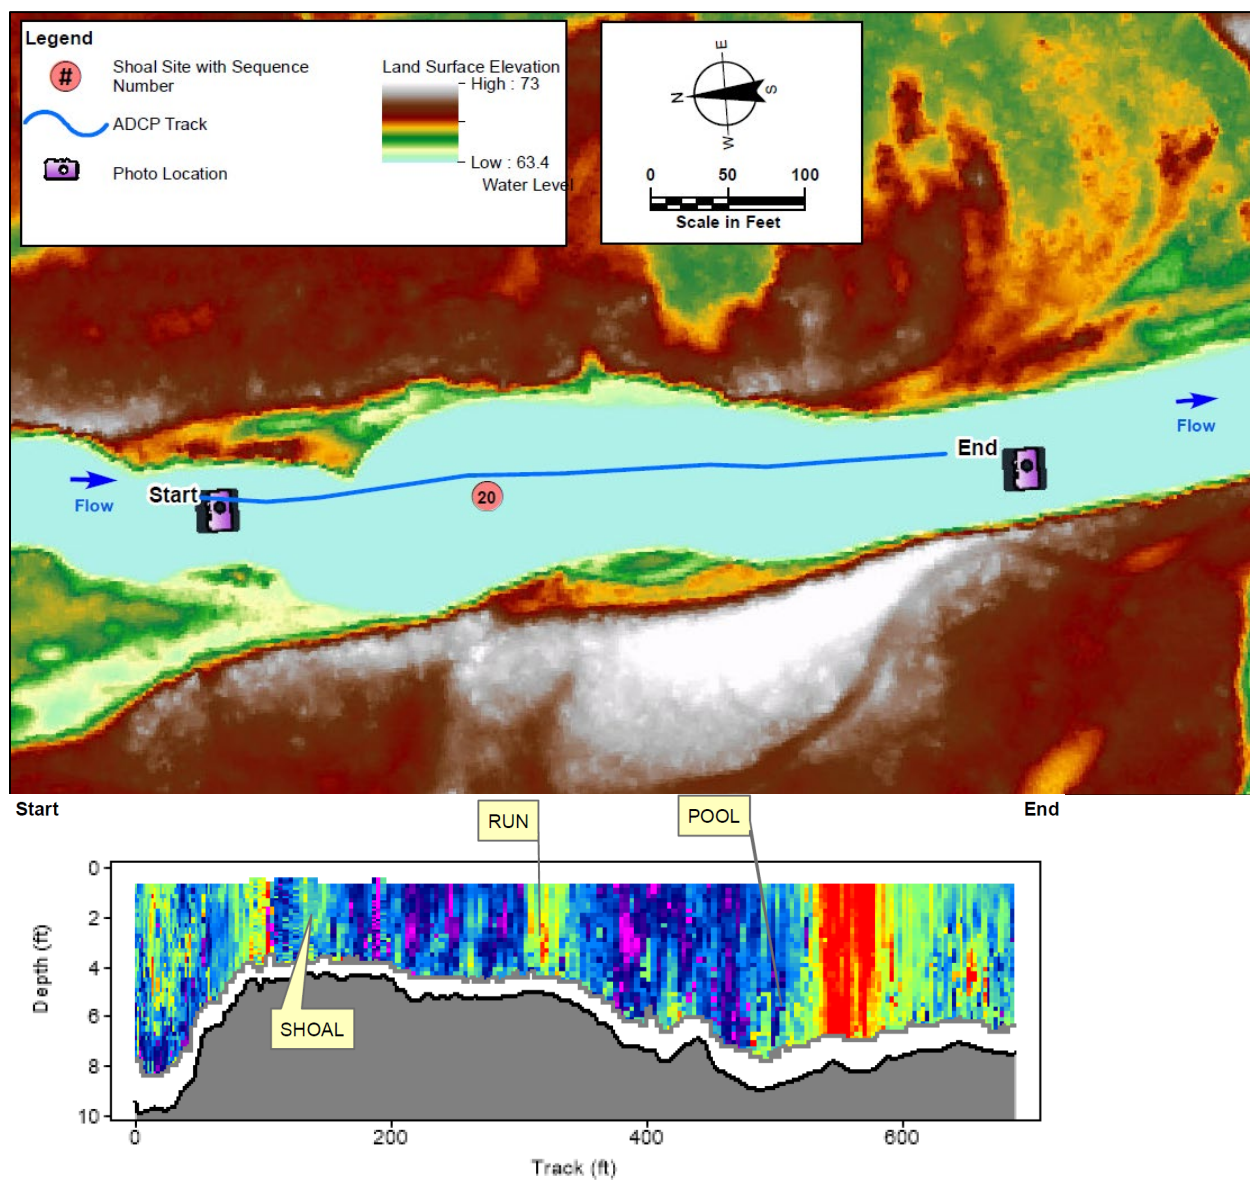 Legend
#
Shoal Site with Sequence
Number
ADCP Track
Photo Location
Land Surface Elevation
High : 73
Low : 63.4
Water Level
E
N
S
W
0 50 100
Scale in Feet
Flow
Start
20
End
Flow
Start
End
RUN
POOL
SHOAL
Depth (ft)
0
2
4
6
8
10
0 200 400 600
Track (ft)